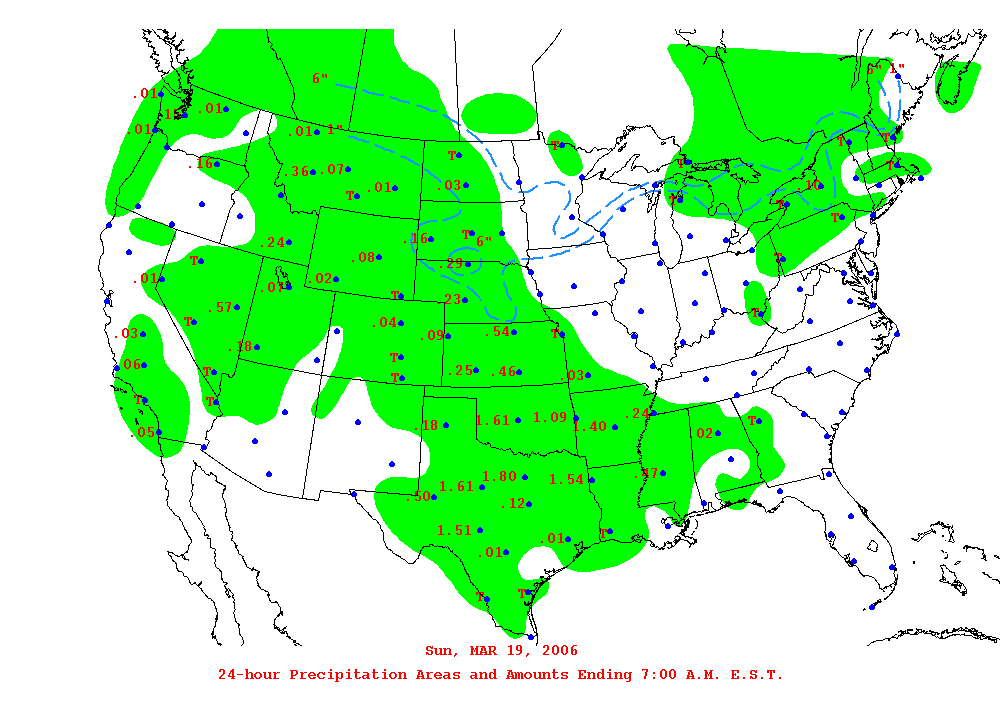 6" 1"
6"
.01
.01
.15
.01
.01 1"
T
T
.16
.36 .07
T
.01
T
.03
T
.10
T
T
.24
.16
T 6"
T
.08
.29
T
.01
.07
.02
T
.23
.57
T
.04
T
.03
.09
.54
T
.18
T
.06
T
.25
.46
.03
T
T
T
.24
.05
.18
1.61
1.09
1.40
.02
T
1.80
1.54
.37
1.61
.50
.12
1.51
.01
.01
T
T
T
Sun, MAR 19, 2006
24-hour Precipitation Areas and Amounts Ending 7:00 A.M. E.S.T.